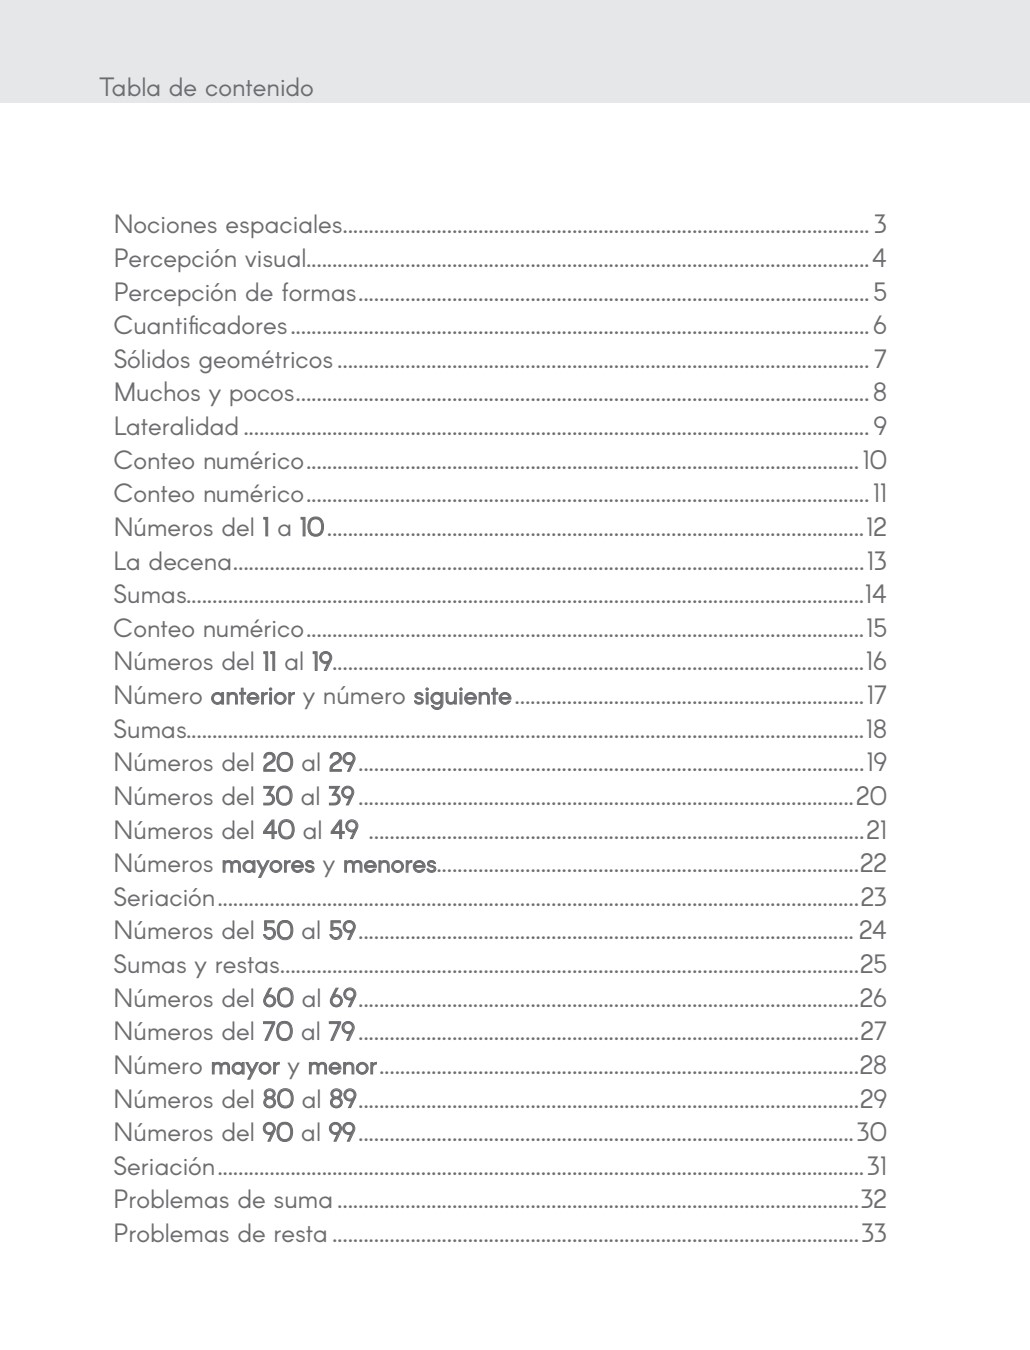 Tabla de contenido
Nociones espaciales........ 3
Percepción visual........ 4
Percepción de formas........ 5
Cuantificadores........ 6
Sólidos geométricos........ 7
Muchos y pocos........ 8
Lateralidad........ 9
Conteo numérico........ 10
Conteo numérico........ 11
Números del 1 a 10........ 12
La decena........ 13
Sumas........ 14
Conteo numérico........ 15
Números del 11 al 19........ 16
Número anterior y número siguiente........ 17
Sumas........ 18
Números del 20 al 29........ 19
Números del 30 al 39........ 20
Números del 40 al 49........ 21
Números mayores y menores........ 22
Seriación........ 23
Números del 50 al 59........ 24
Sumas y restas........ 25
Números del 60 al 69........ 26
Números del 70 al 79........ 27
Número mayor y menor........ 28
Números del 80 al 89........ 29
Números del 90 al 99........ 30
Seriación........ 31
Problemas de suma........ 32
Problemas de resta........ 33